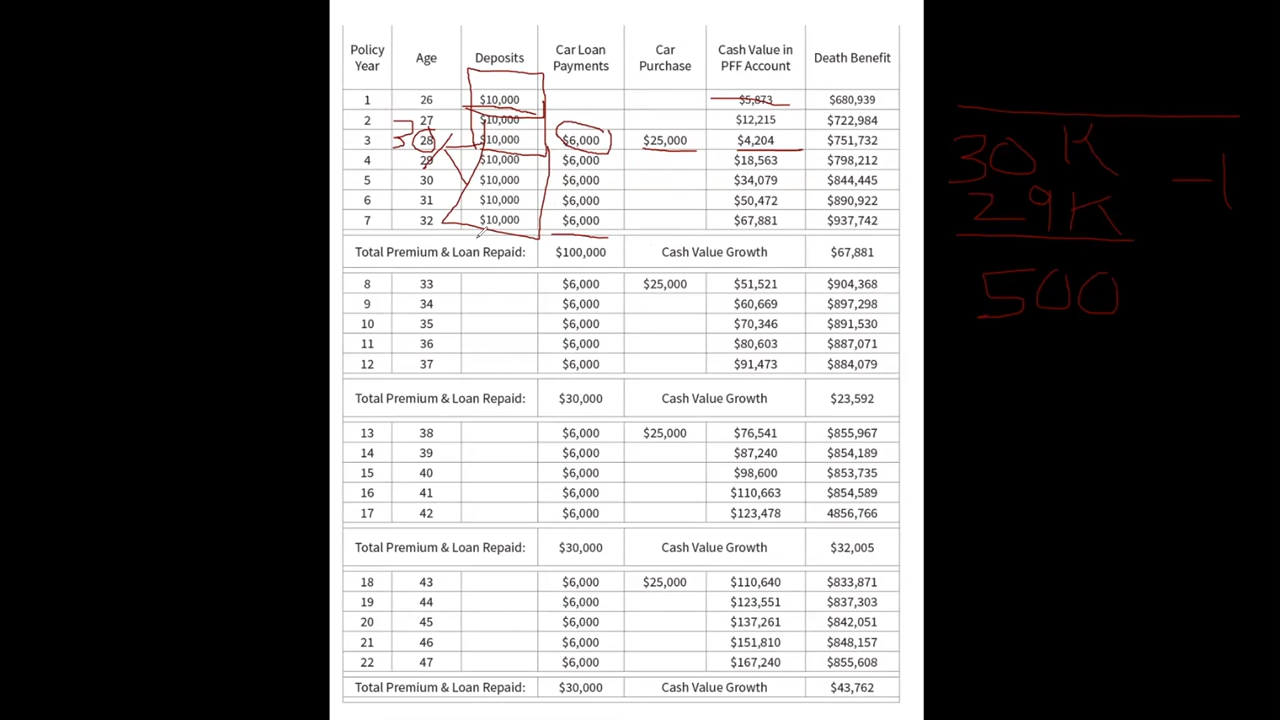 Policy Year Age Deposits Car Loan Payments Car Purchase Cash Value in PFF Account Death Benefit
1 26 $10,000 $5,873 $680,939
2 27 $10,000 $12,215 $722,984
3 28 $10,000 $6,000 $25,000 $4,204 $751,732
4 29 $10,000 $6,000 $18,563 $798,212
5 30 $10,000 $6,000 $34,079 $844,445
6 31 $10,000 $6,000 $50,472 $890,922
7 32 $10,000 $6,000 $67,881 $937,742
Total Premium & Loan Repaid: $100,000 Cash Value Growth $67,881
8 33 $6,000 $25,000 $51,521 $904,368
9 34 $6,000 $60,669 $897,298
10 35 $6,000 $70,346 $891,530
11 36 $6,000 $80,603 $887,071
12 37 $6,000 $91,473 $884,079
Total Premium & Loan Repaid: $30,000 Cash Value Growth $23,592
13 38 $6,000 $25,000 $76,541 $855,967
14 39 $6,000 $87,240 $854,189
15 40 $6,000 $98,600 $853,735
16 41 $6,000 $110,663 $854,589
17 42 $6,000 $123,478 4856,766
Total Premium & Loan Repaid: $30,000 Cash Value Growth $32,005
18 43 $6,000 $25,000 $110,640 $833,871
19 44 $6,000 $123,551 $837,303
20 45 $6,000 $137,261 $842,051
21 46 $6,000 $151,810 $848,157
22 47 $6,000 $167,240 $855,608
Total Premium & Loan Repaid: $30,000 Cash Value Growth $43,762
30 K
29K
500